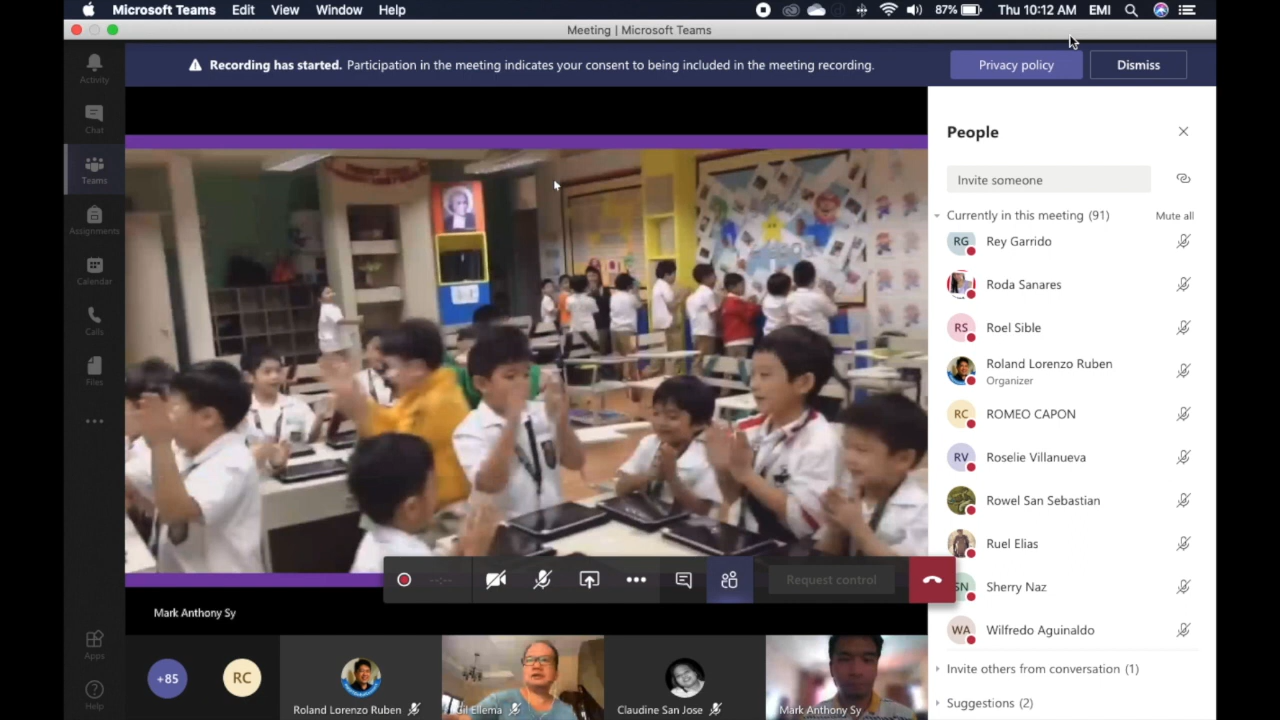 Microsoft Teams Edit View Window Help 87% Thu 10:12 AM EMI
Meeting | Microsoft Teams
Recording has started. Participation in the meeting indicates your consent to being included in the meeting recording. Privacy policy Dismiss
Activity
Chat
Teams
Assignments
Calendar
Calls
Files
Apps
Help
Mark Anthony Sy
+85
RC
Roland Lorenzo Ruben
Gil Ellema
Claudine San Jose
Mark Anthony Sy
Request control
--:--
People
Invite someone
Currently in this meeting (91) Mute all
RG Rey Garrido
Roda Sanares
RS Roel Sible
Roland Lorenzo Ruben
Organizer
RC ROMEO CAPON
RV Roselie Villanueva
Rowel San Sebastian
Ruel Elias
SN Sherry Naz
WA Wilfredo Aguinaldo
Invite others from conversation (1)
Suggestions (2)